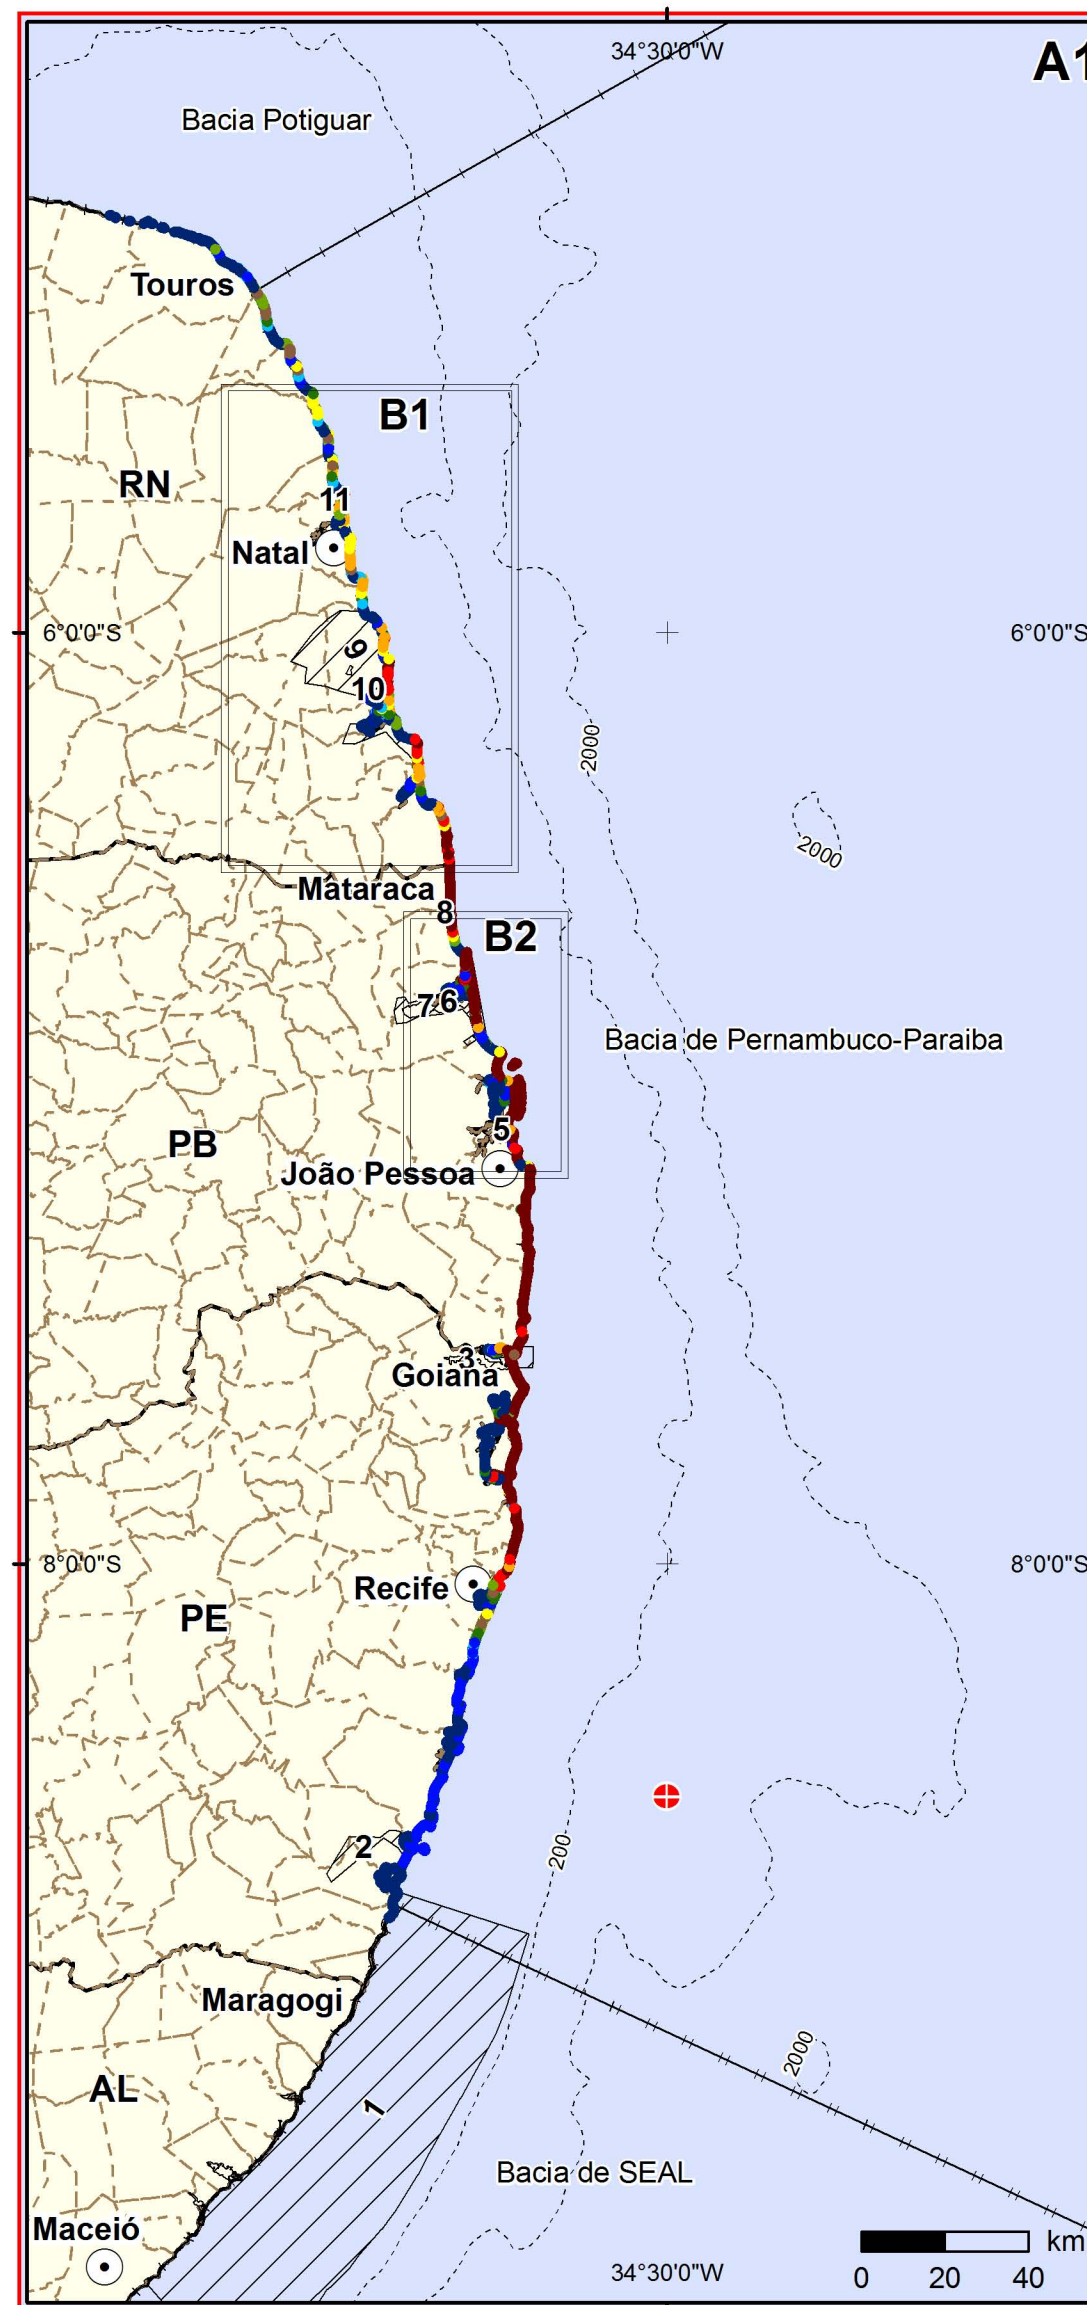 34°30'0"W
A1
Bacia Potiguar
Touros
B1
RN
11
Natal
6°0'0"S
6°0'0"S
9
10
2000
2000
Mataraca
8
B2
7
6
Bacia de Pernambuco-Paraiba
5
PB
João Pessoa
3
Goiana
8°0'0"S
8°0'0"S
Recife
PE
2
200
Maragogi
2000
AL
1
Bacia de SEAL
Maceió
km
34°30'0"W
0 20 40